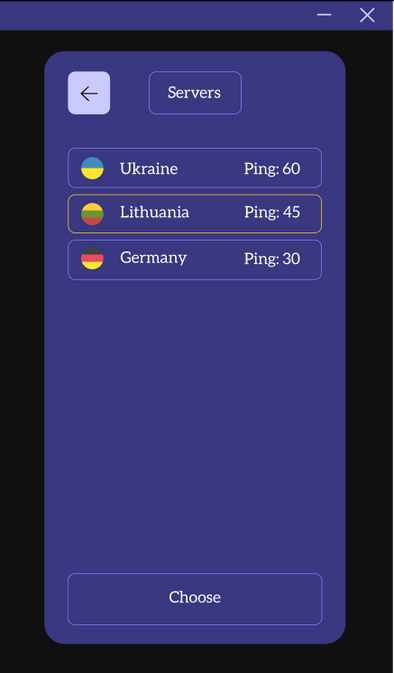 Servers
Ukraine Ping: 60
Lithuania Ping: 45
Germany Ping: 30
Choose